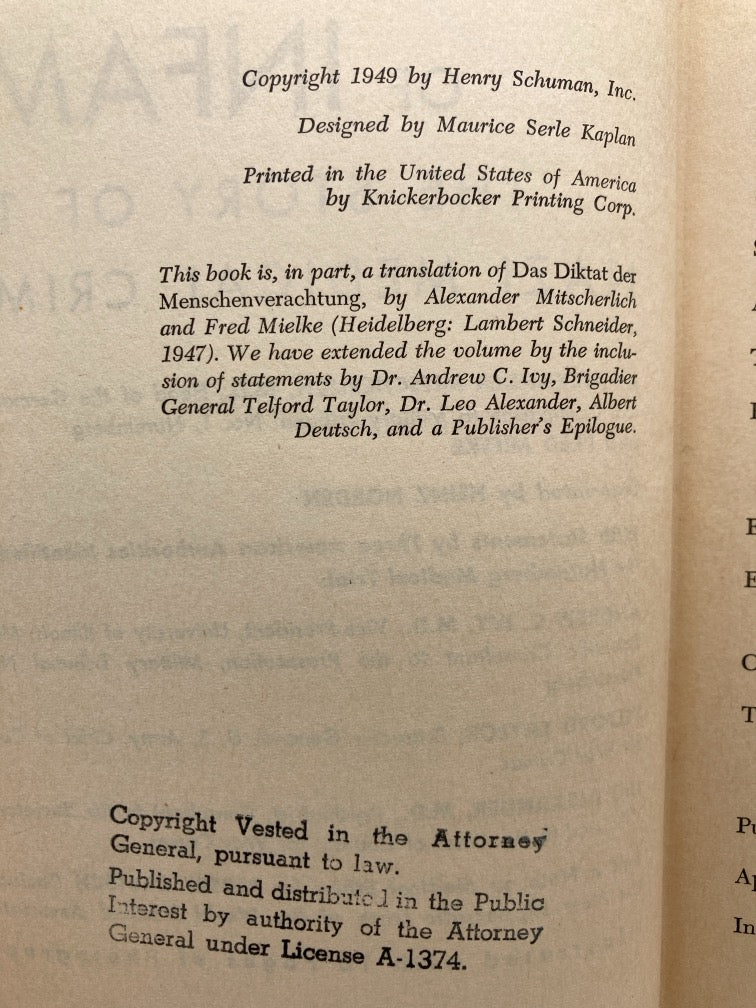 Copyright 1949 by Henry Schuman, Inc.
Designed by Maurice Serle Kaplan
Printed in the United States of America
by Knickerbocker Printing Corp.
This book is, in part, a translation of Das Diktat der
Menschenverachtung, by Alexander Mitscherlich
and Fred Mielke (Heidelberg: Lambert Schneider,
1947). We have extended the volume by the inclu-
sion of statements by Dr. Andrew C. Ivy, Brigadier
General Telford Taylor, Dr. Leo Alexander, Albert
Deutsch, and a Publisher's Epilogue.
Copyright Vested in the Attorney
General, pursuant to law.
Published and distributed in the Public
Interest by authority of the Attorney
General under License A-1374.